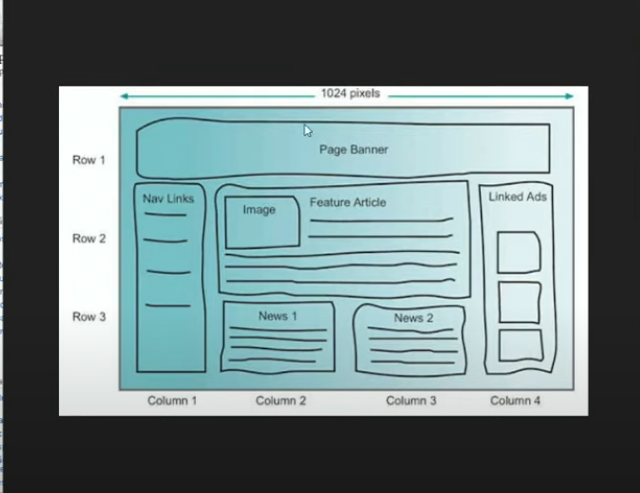 1024 pixels
Page Banner
Row 1
Nav Links
Image
Feature Article
Linked Ads
Row 2
Row 3
News 1
News 2
Column 1
Column 2
Column 3
Column 4